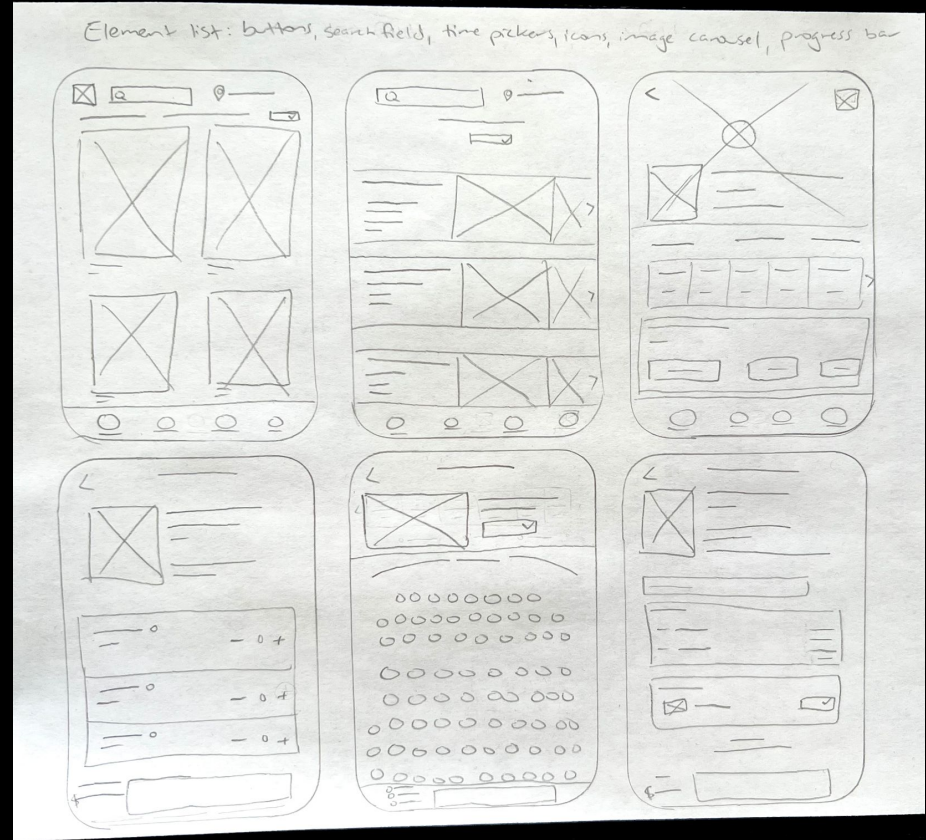 Element list: buttons, search field, time pickers, icons, image carousel, progress bar